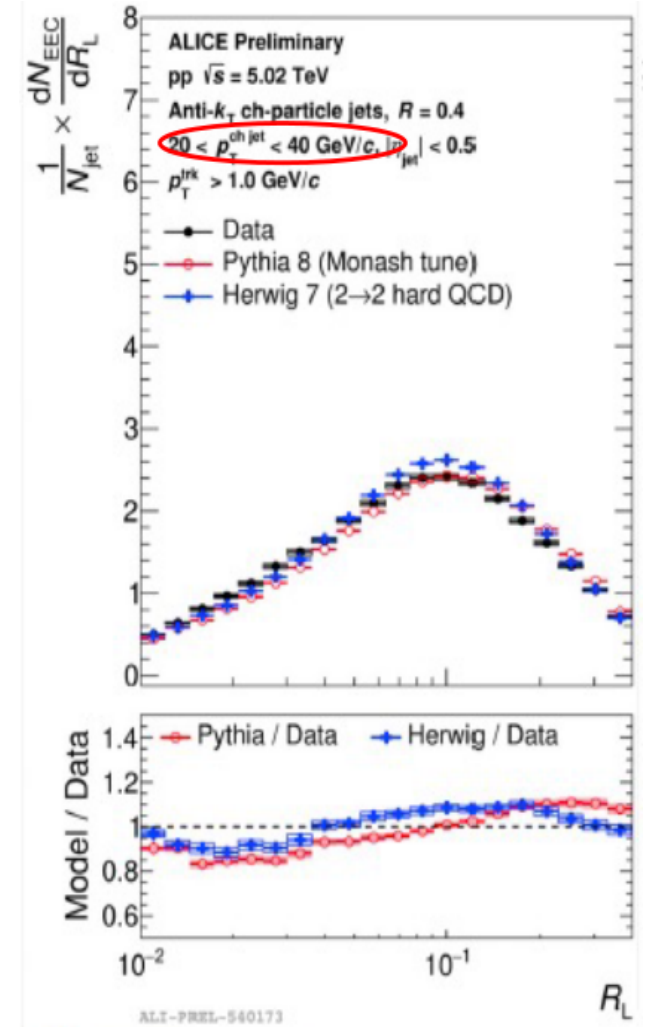 1/N_jet × dN_EEC/dR_L
8
7
6
5
4
3
2
1
0
ALICE Preliminary
pp √s = 5.02 TeV
Anti-k_T ch-particle jets, R = 0.4
20 < p_T^ch jet < 40 GeV/c, |η_jet| < 0.5
p_T^trk > 1.0 GeV/c
Data
Pythia 8 (Monash tune)
Herwig 7 (2→2 hard QCD)
Model / Data
1.4
1.2
1
0.8
0.6
Pythia / Data
Herwig / Data
10^-2
10^-1
R_L
ALI-PREL-540173